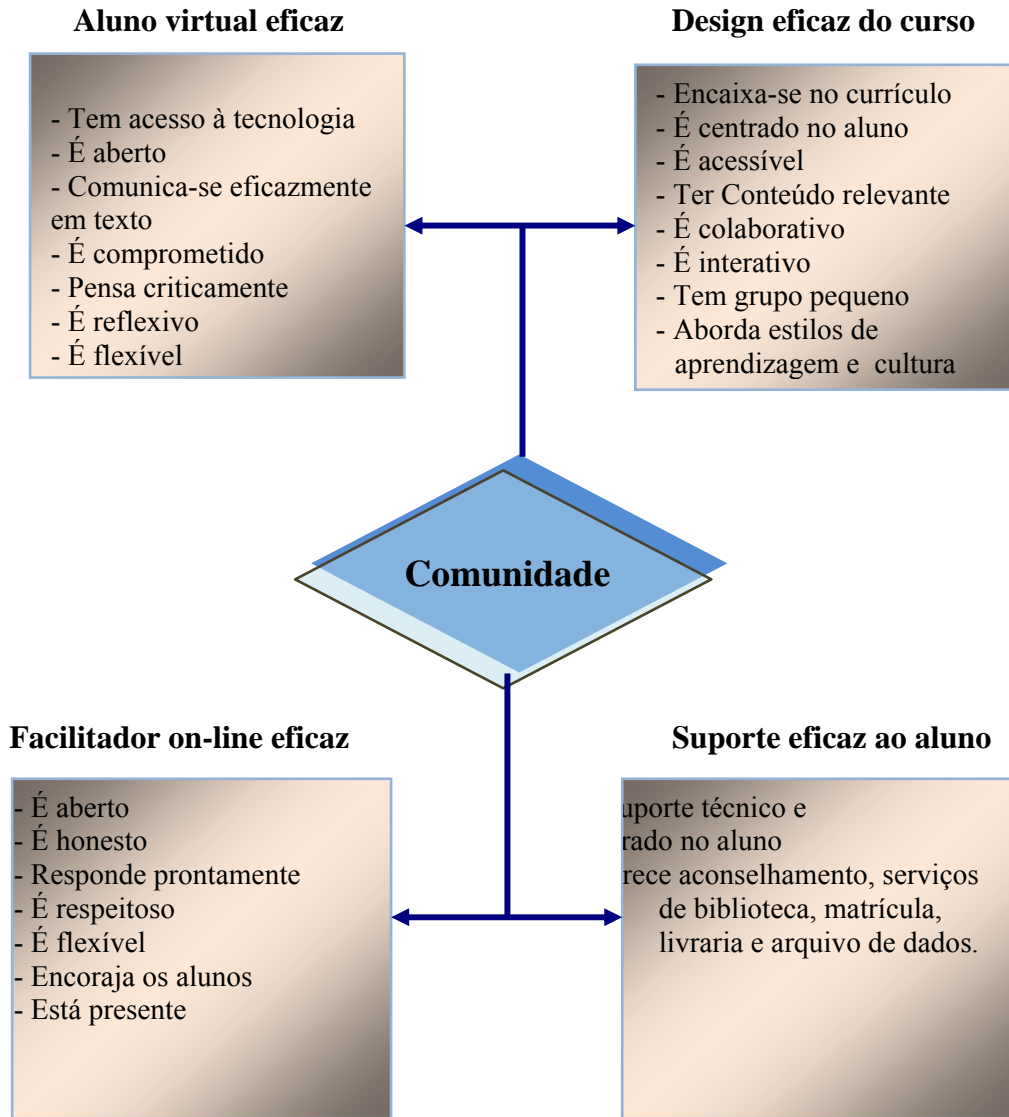 Aluno virtual eficaz
- Tem acesso à tecnologia
- É aberto
- Comunica-se eficazmente
em texto
- É comprometido
- Pensa criticamente
- É reflexivo
- É flexível
Design eficaz do curso
- Encaixa-se no currículo
- É centrado no aluno
- É acessível
- Ter Conteúdo relevante
- É colaborativo
- É interativo
- Tem grupo pequeno
- Aborda estilos de
aprendizagem e cultura
Comunidade
Facilitador on-line eficaz
- É aberto
- É honesto
- Responde prontamente
- É respeitoso
- É flexível
- Encoraja os alunos
- Está presente
Suporte eficaz ao aluno
uporte técnico e
rado no aluno
rece aconselhamento, serviços
de biblioteca, matrícula,
livraria e arquivo de dados.